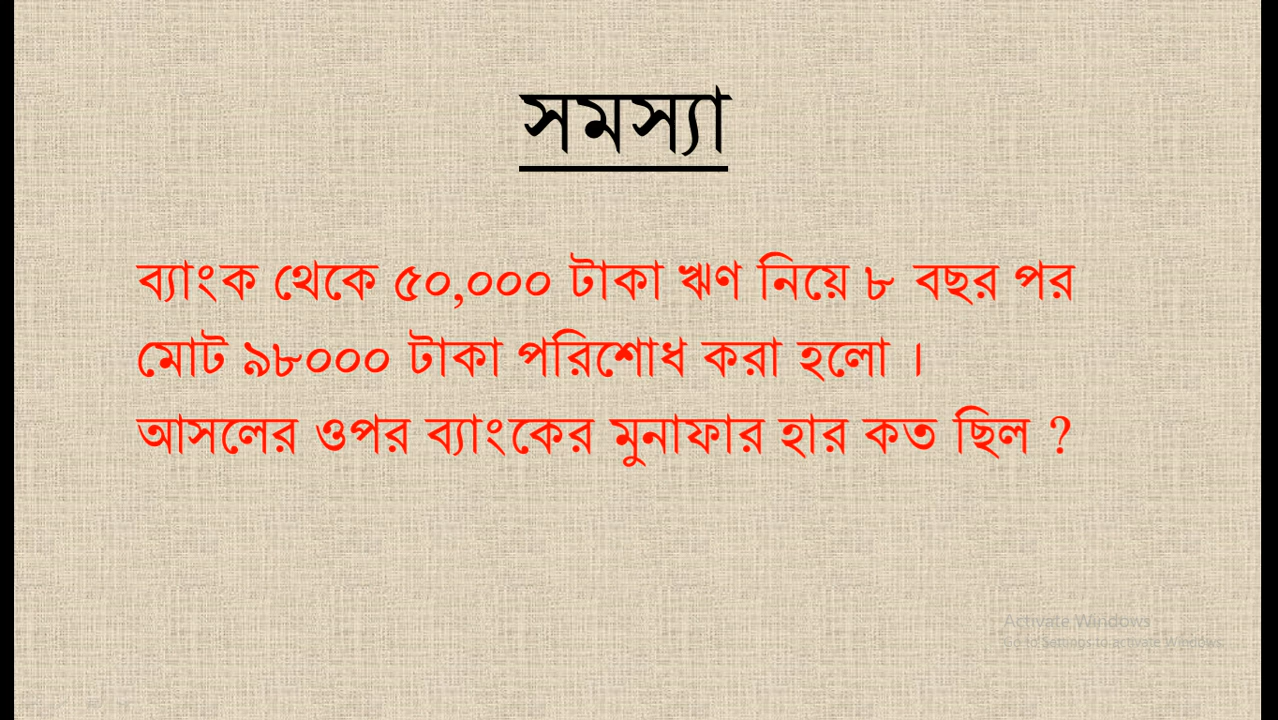 সমস্যা
ব্যাংক থেকে ৫০,০০০ টাকা ঋণ নিয়ে ৮ বছর পর
মোট ৯৮০০০ টাকা পরিশোধ করা হলো ।
আসলের ওপর ব্যাংকের মুনাফার হার কত ছিল ?
Activate Windows
Go to Settings to activate Windows.